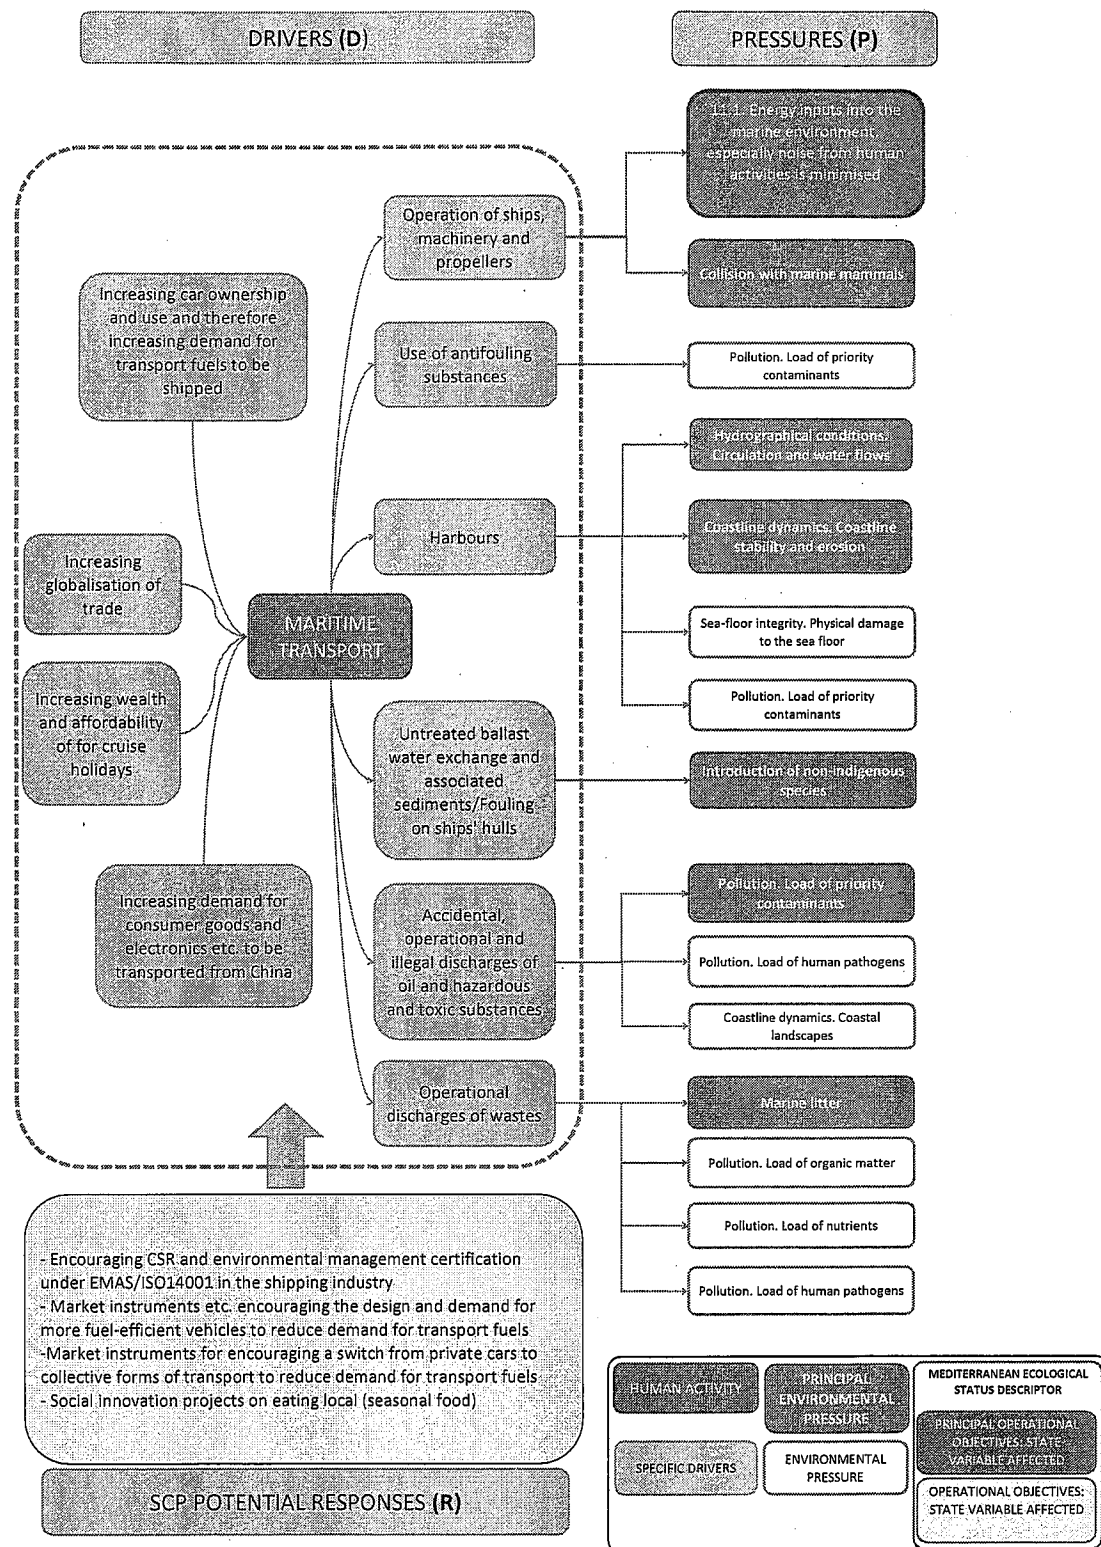 DRIVERS (D)
PRESSURES (P)
Increasing car ownership
and use and therefore
increasing demand for
transport fuels to be
shipped
Increasing
globalisation of
trade
Increasing wealth
and affordability
of for cruise
holidays
Increasing demand for
consumer goods and
electronics etc. to be
transported from China
MARITIME
TRANSPORT
Operation of ships,
machinery and
propellers
Use of antifouling
substances
Harbours
Untreated ballast
water exchange and
associated
sediments/Fouling
on ships' hulls
Accidental,
operational and
illegal discharges of
oil and hazardous
and toxic substances
Operational
discharges of wastes
11.1. Energy inputs into the
marine environment,
especially noise from human
activities is minimised
Collision with marine mammals
Pollution. Load of priority
contaminants
Hydrographical conditions.
Circulation and water flows
Coastline dynamics. Coastline
stability and erosion
Sea-floor integrity. Physical damage
to the sea floor
Pollution. Load of priority
contaminants
Introduction of non-indigenous
species
Pollution. Load of priority
contaminants
Pollution. Load of human pathogens
Coastline dynamics. Coastal
landscapes
Marine litter
Pollution. Load of organic matter
Pollution. Load of nutrients
Pollution. Load of human pathogens
- Encouraging CSR and environmental management certification
under EMAS/ISO14001 in the shipping industry
- Market instruments etc. encouraging the design and demand for
more fuel-efficient vehicles to reduce demand for transport fuels
-Market instruments for encouraging a switch from private cars to
collective forms of transport to reduce demand for transport fuels
- Social innovation projects on eating local (seasonal food)
SCP POTENTIAL RESPONSES (R)
HUMAN ACTIVITY
SPECIFIC DRIVERS
PRINCIPAL
ENVIRONMENTAL
PRESSURE
ENVIRONMENTAL
PRESSURE
MEDITERRANEAN ECOLOGICAL
STATUS DESCRIPTOR
PRINCIPAL OPERATIONAL
OBJECTIVES: STATE
VARIABLE AFFECTED
OPERATIONAL OBJECTIVES:
STATE VARIABLE AFFECTED